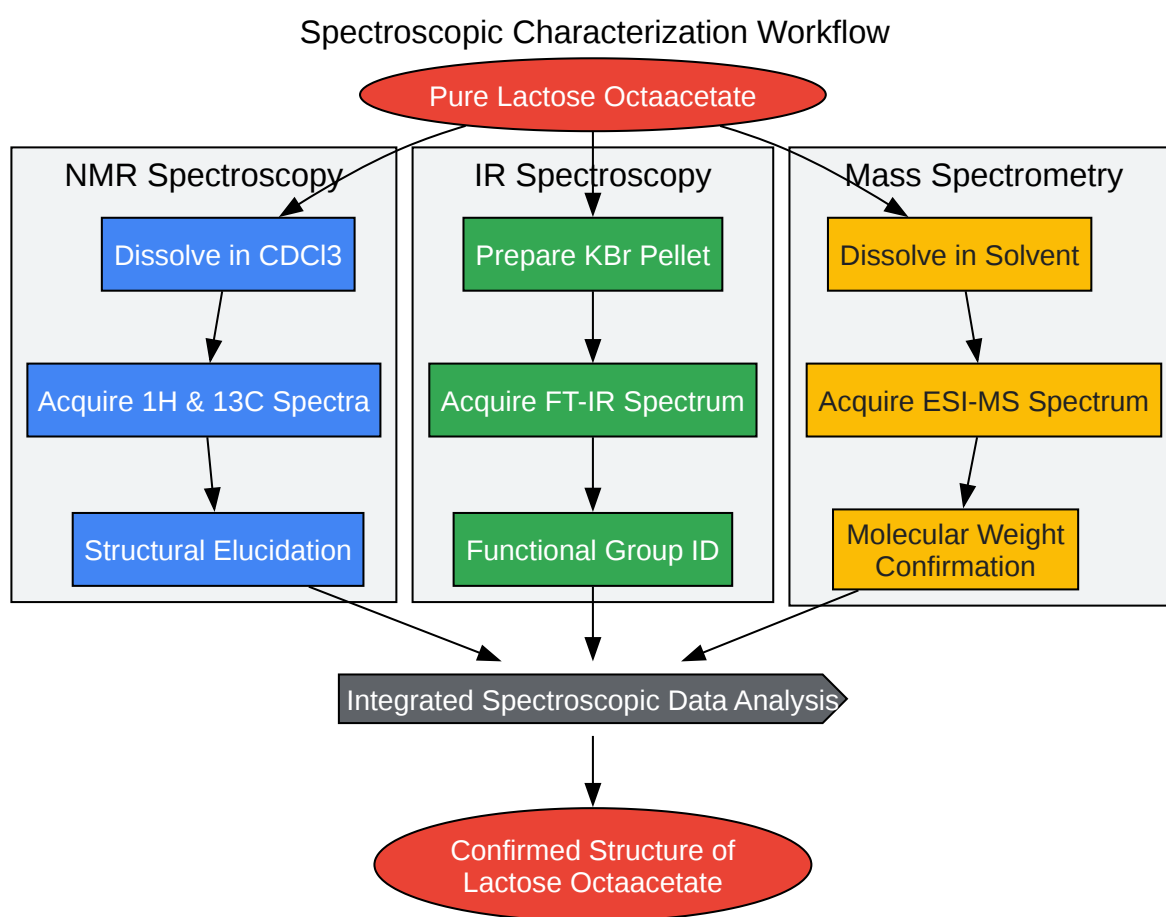 Spectroscopic Characterization Workflow
Pure Lactose Octaacetate
NMR Spectroscopy
IR Spectroscopy
Mass Spectrometry
Dissolve in CDCl3
Prepare KBr Pellet
Dissolve in Solvent
Acquire 1H & 13C Spectra
Acquire FT-IR Spectrum
Acquire ESI-MS Spectrum
Structural Elucidation
Functional Group ID
Molecular Weight
Confirmation
Integrated Spectroscopic Data Analysis
Confirmed Structure of
Lactose Octaacetate